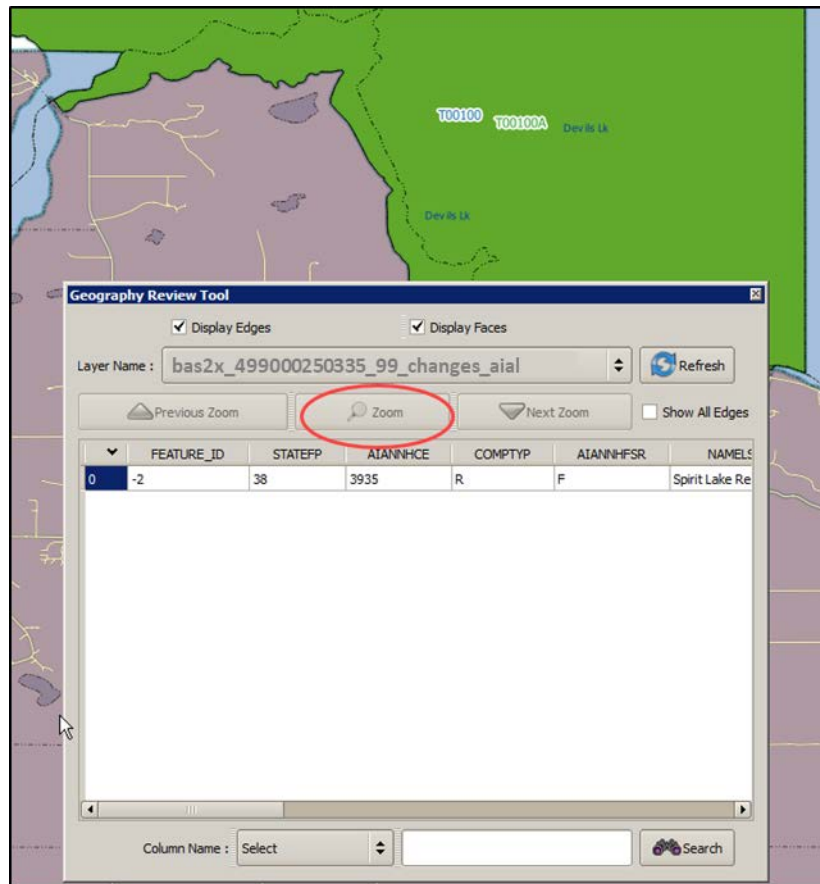 T00100
T00100A
Devils Lk
Devils Lk
Geography Review Tool
Display Edges Display Faces
Layer Name : bas2x_499000250335_99_changes_aial Refresh
Previous Zoom Zoom Next Zoom Show All Edges
FEATURE_ID STATEFP AIANNHCE COMPTYP AIANNHFSR NAMELS
0 -2 38 3935 R F Spirit Lake Re
Column Name : Select Search